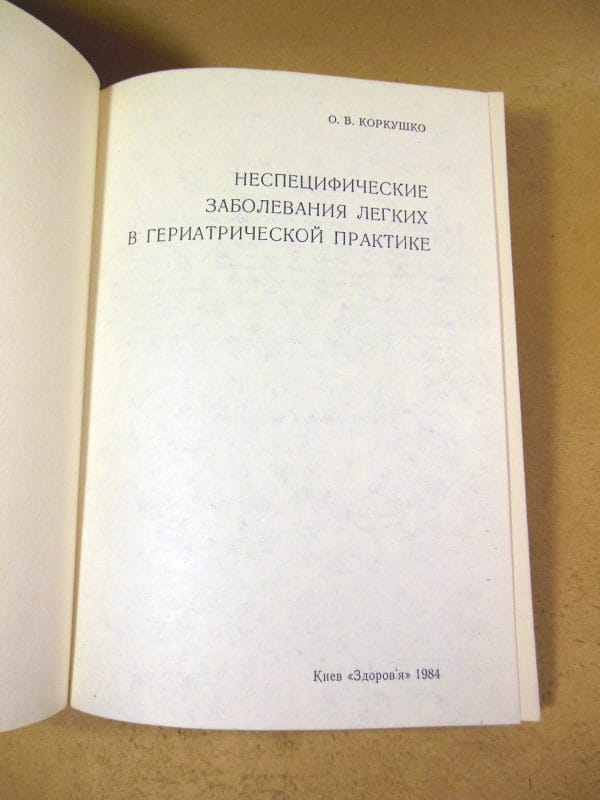 О. В. КОРКУШКО
НЕСПЕЦИФИЧЕСКИЕ
ЗАБОЛЕВАНИЯ ЛЕГКИХ
В ГЕРИАТРИЧЕСКОЙ ПРАКТИКЕ
Киев «Здоров'я» 1984